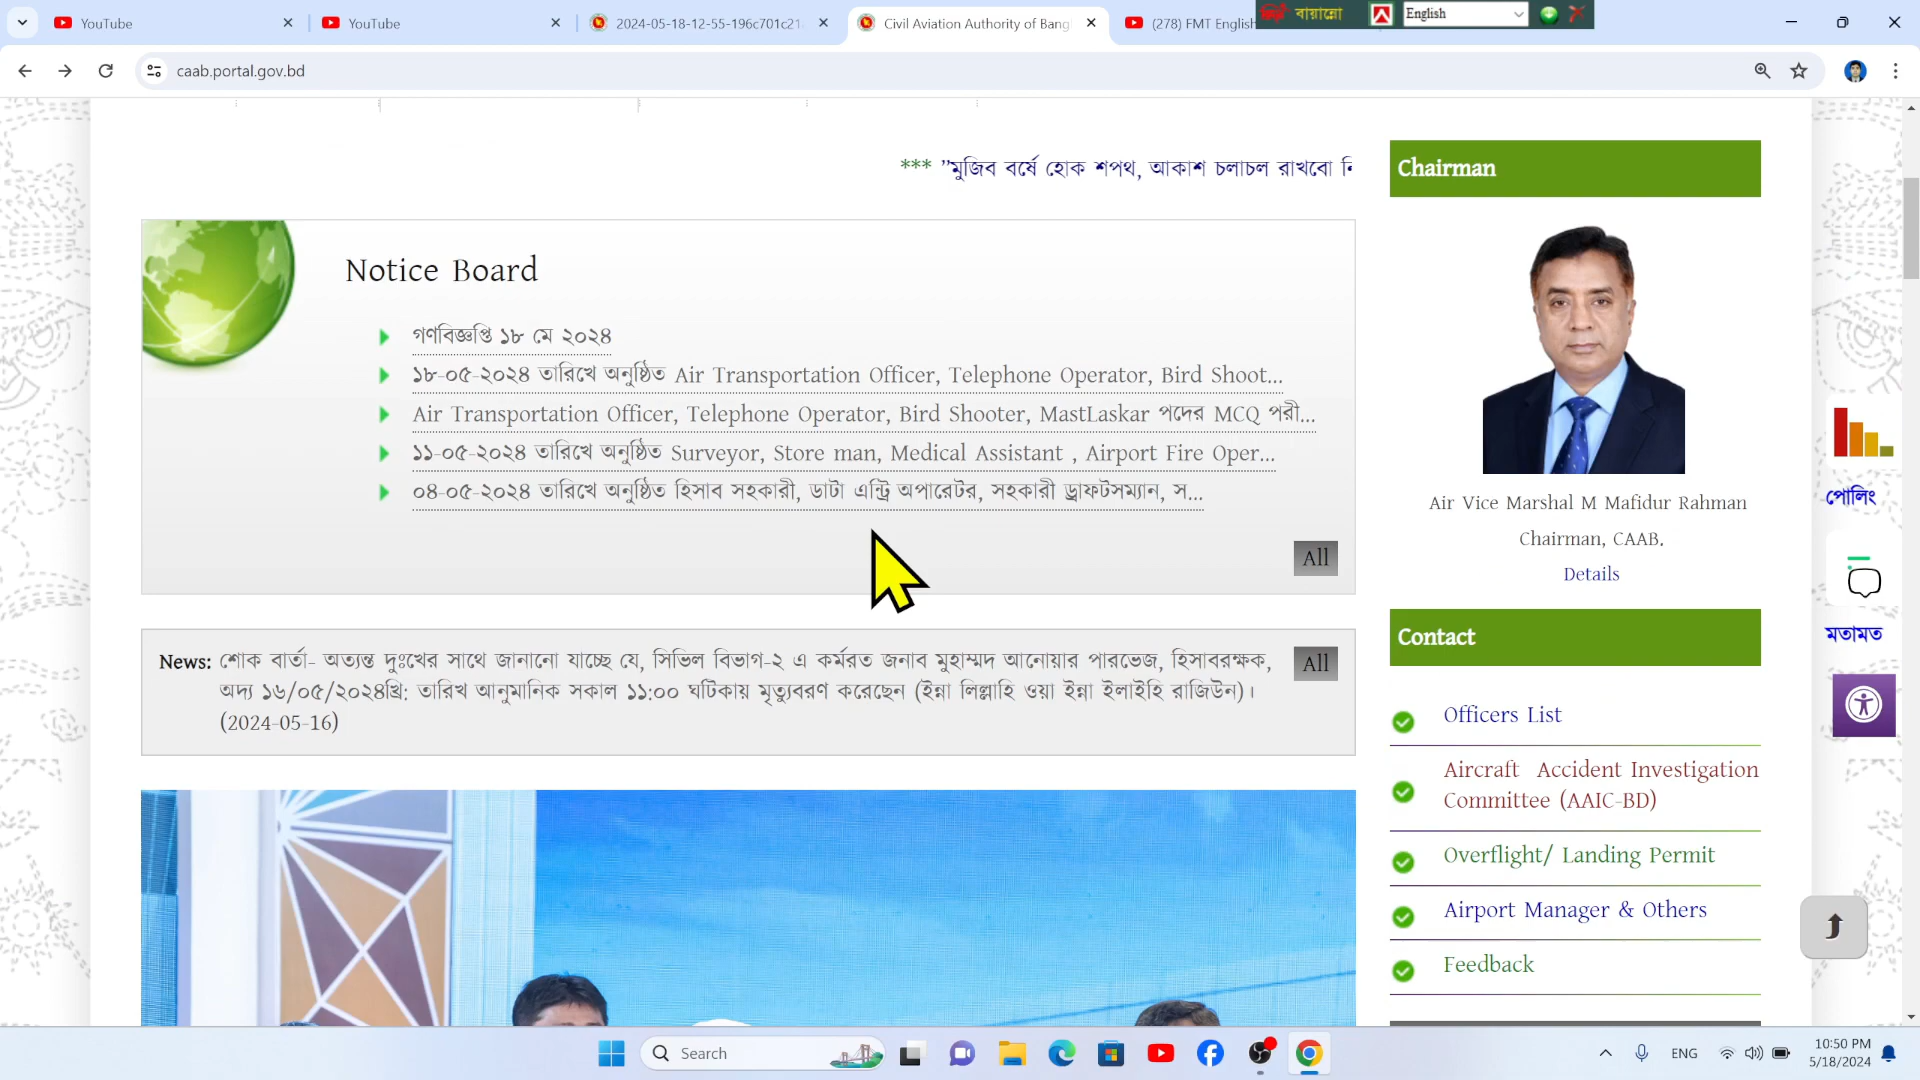 YouTube
YouTube
2024-05-18-12-55-196c701c21
Civil Aviation Authority of Bang
(278) FMT English
বায়ান্নো
English
caab.portal.gov.bd
*** ”মুজিব বর্ষে হোক শপথ, আকাশ চলাচল রাখবো নি
Notice Board
গণবিজ্ঞপ্তি ১৮ মে ২০২৪
১৮-০৫-২০২৪ তারিখে অনুষ্ঠিত Air Transportation Officer, Telephone Operator, Bird Shoot...
Air Transportation Officer, Telephone Operator, Bird Shooter, MastLaskar পদের MCQ পরী...
১১-০৫-২০২৪ তারিখে অনুষ্ঠিত Surveyor, Store man, Medical Assistant , Airport Fire Oper...
০৪-০৫-২০২৪ তারিখে অনুষ্ঠিত হিসাব সহকারী, ডাটা এন্ট্রি অপারেটর, সহকারী ড্রাফটসম্যান, স...
All
News: শোক বার্তা- অত্যন্ত দুঃখের সাথে জানানো যাচ্ছে যে, সিভিল বিভাগ-২ এ কর্মরত জনাব মুহাম্মদ আনোয়ার পারভেজ, হিসাবরক্ষক,
অদ্য ১৬/০৫/২০২৪খ্রি: তারিখ আনুমানিক সকাল ১১:০০ ঘটিকায় মৃত্যুবরণ করেছেন (ইন্না লিল্লাহি ওয়া ইন্না ইলাইহি রাজিউন)।
(2024-05-16)
All
Chairman
Air Vice Marshal M Mafidur Rahman
Chairman, CAAB.
Details
Contact
Officers List
Aircraft Accident Investigation
Committee (AAIC-BD)
Overflight/ Landing Permit
Airport Manager & Others
Feedback
পোলিং
মতামত
Search
ENG
10:50 PM
5/18/2024